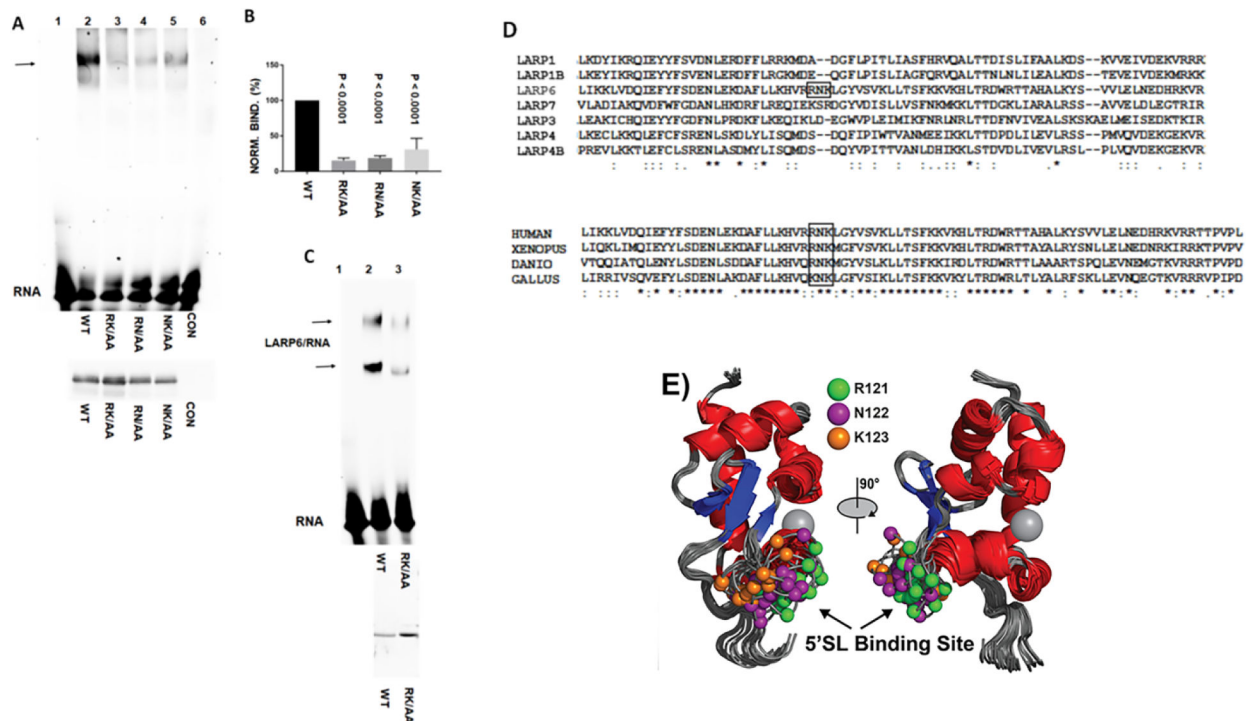 A
1 2 3 4 5 6
RNA
WT RK/AA RN/AA NK/AA CON
WT RK/AA RN/AA NK/AA CON
B
NORM. BIND. (%)
150
100
50
0
P < 0.0001 P < 0.0001 P < 0.0001
WT RK/AA RN/AA NK/AA
C
1 2 3
LARP6/RNA
RNA
WT RK/AA
WT RK/AA
D
LARP1 LKDYIKRQIEYYFSVDNLERDFFLRRKMDA--DGFLPITLIASFHRVQALTTDISLIFAALKDS--KVVEIVDEKVRR
LARP1B LKEYIKRQIEYYFSVENLERDFFLRGKMDE--QGFLPISLIAGFQRVQALTTNLNLILEALKDS--TEVEIVDEKMRKK
LARP6 LIKKLVDQIEFYFSDENLEKDAFLLKHVRRNKLGYVSVKLLTSFKKVKHLTRDWRTTAHALKYS--VVLELNEDHRKVR
LARP7 VLADIAKQVDFWFGDANLHKDRFLREQIEKSRDGYVDISLLVSFNKMKKLTTDGKLIARALRSS--AVVELDLEGTRIR
LARP3 LEAKICHQIEYYFGDFNLPRDKFLKEQIKLD-EGWVPLEIMIKFNRLNRLTTDFNVIVEALSKSKAELMEISEDKTKIR
LARP4 LKECLKKQLEFCFSRENLSKDLYLISQMDS--DQFIPIWTVANMEEIKKLTTDPDLILEVLRSS--PMVQVDEKGEKVR
LARP4B PREVLKKTLEFCLSRENLASDMYLISQMDS--DQYVPITTVANLDHIKKLSTDVDLIVEVLRSL--PLVQVDEKGEKVR
HUMAN LIKKLVDQIEFYFSDENLEKDAFLLKHVRRNKLGYVSVKLLTSFKKVKHLTRDWRTTAHALKYSVVLELNEDHRKVRRTTPVPL
XENOPUS LIQKLIMQIEYYLSDENLEKDAFLLKHVRRNKMGFVSVKLLTSFKKVKHLTRDWRTTAYALRYSNLLELNEDNRKIRRKTPVPV
DANIO VTQQIATQLENYLSDENLEKDAFLLKHVQRNKMGYVSIKLLTSFKKIRDLTRDWRTTLAAARTSPQLEVNEMGTKVRRRTPVPD
GALLUS LIRRIVSQVEFYLSDENLAKDAFLLKHVQKNKLGFVSIKLLTSFKKVKYLTRDWRLTLYALRYSKLLEVNQEGTKVRRRVPIPD
E)
R121
N122
K123
90°
5'SL Binding Site